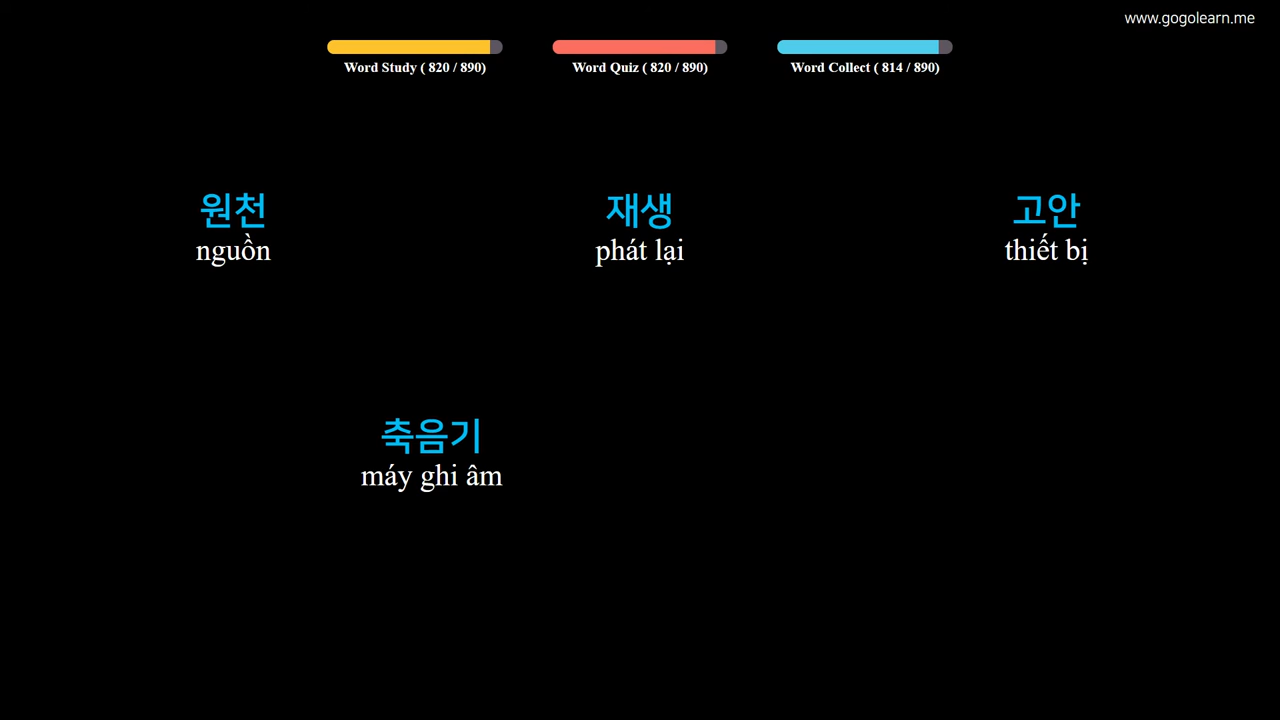 www.gogolearn.me
Word Study ( 820 / 890)
Word Quiz ( 820 / 890)
Word Collect ( 814 / 890)
원천
nguồn
재생
phát lại
고안
thiết bị
축음기
máy ghi âm